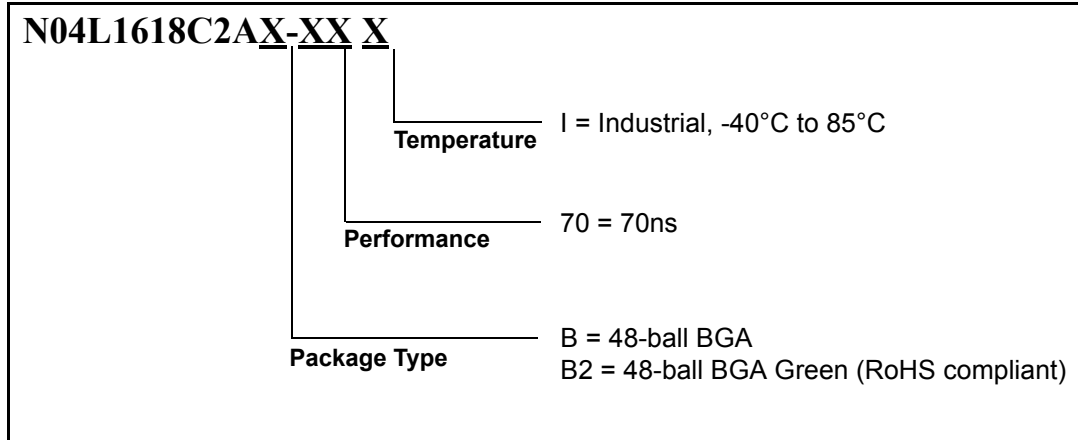 N04L1618C2AX-XX X
I = Industrial, -40°C to 85°C
Temperature
70 = 70ns
Performance
B = 48-ball BGA
Package Type
B2 = 48-ball BGA Green (RoHS compliant)